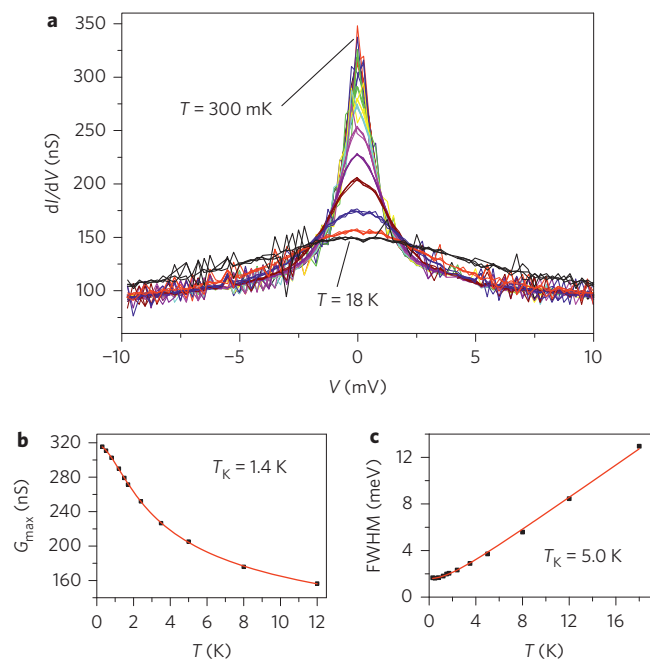 a
350
300
250
200
150
100
dI/dV (nS)
T = 300 mK
T = 18 K
−10
−5
0
5
10
V (mV)
b
320
280
240
200
160
G_max (nS)
T_K = 1.4 K
0 2 4 6 8 10 12
T (K)
c
12
8
4
0
FWHM (meV)
T_K = 5.0 K
0 4 8 12 16
T (K)